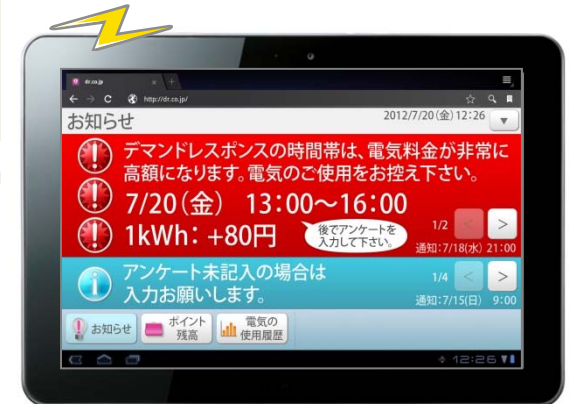 dr.co.jp
http://dr.co.jp/
お知らせ
2012/7/20(金)12:26
デマンドレスポンスの時間帯は、電気料金が非常に
高額になります。電気のご使用をお控え下さい。
7/20(金) 13:00～16:00
1kWh: +80円
後でアンケートを
入力して下さい。
1/2 < >
通知:7/18(水) 21:00
アンケート未記入の場合は
入力お願いします。
1/4 < >
通知:7/15(日) 9:00
お知らせ
ポイント
残高
電気の
使用履歴
12:26